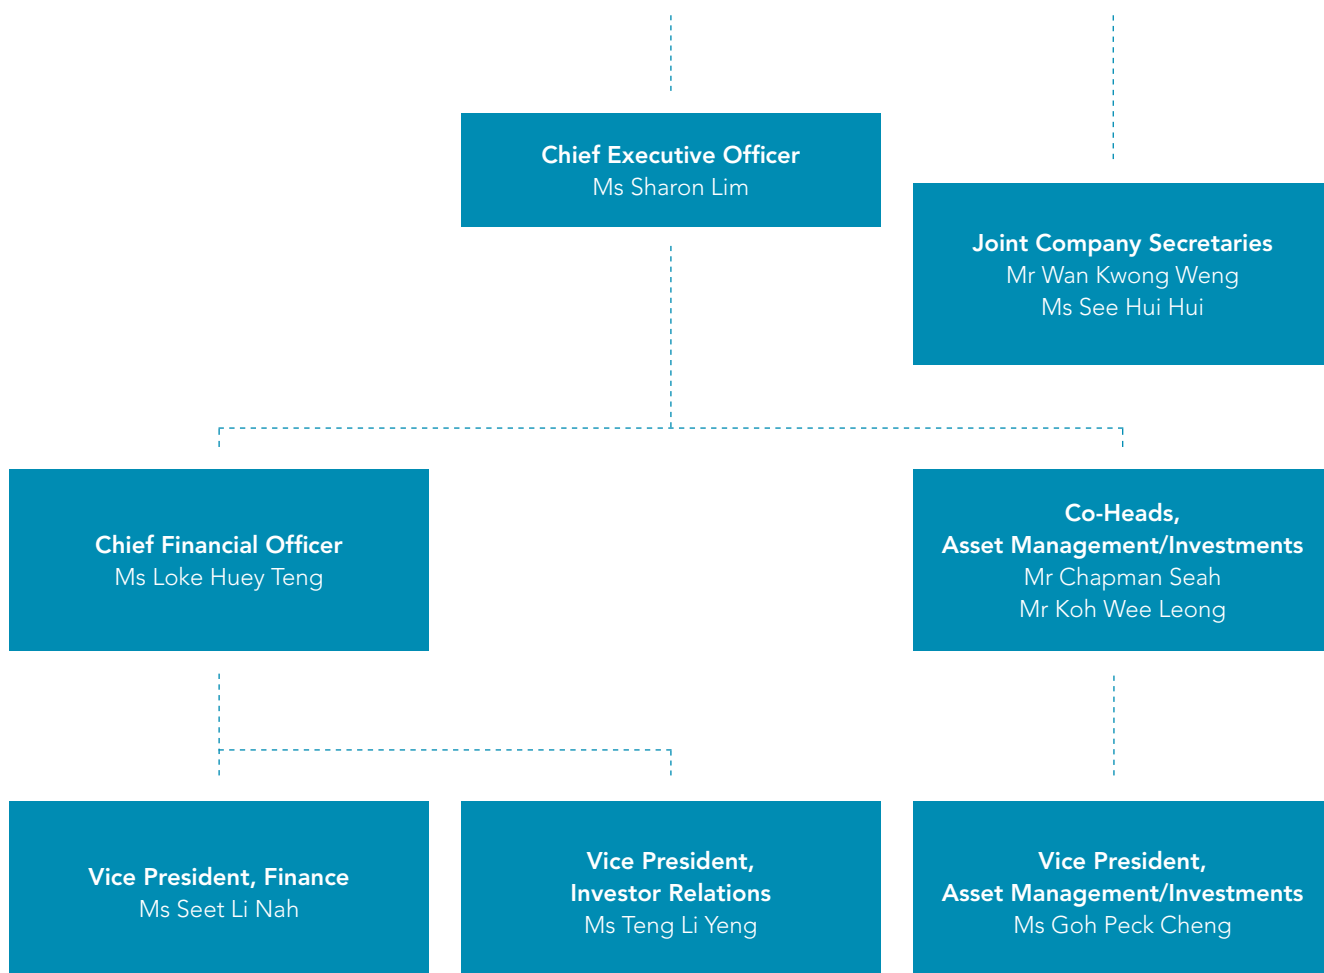 Chief Executive Officer
Ms Sharon Lim
Joint Company Secretaries
Mr Wan Kwong Weng
Ms See Hui Hui
Chief Financial Officer
Ms Loke Huey Teng
Co-Heads,
Asset Management/Investments
Mr Chapman Seah
Mr Koh Wee Leong
Vice President, Finance
Ms Seet Li Nah
Vice President,
Investor Relations
Ms Teng Li Yeng
Vice President,
Asset Management/Investments
Ms Goh Peck Cheng